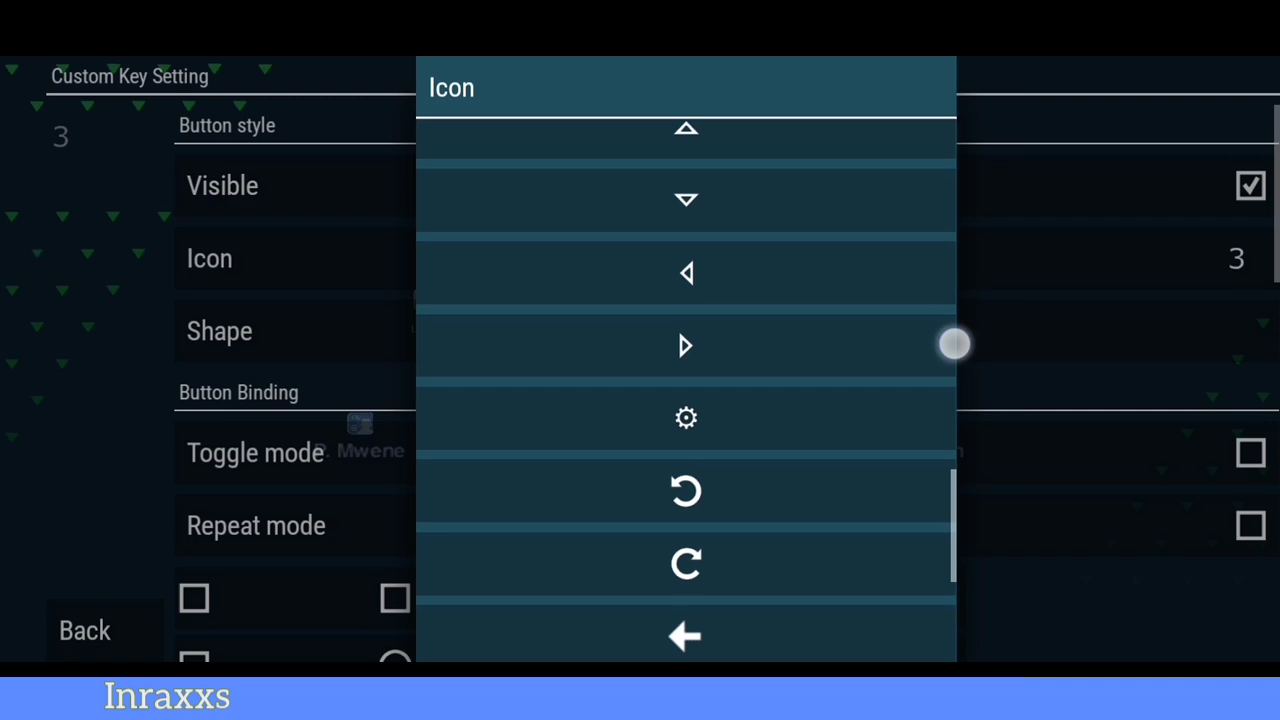 Custom Key Setting
Icon
3
Button style
Visible
Icon
3
Shape
Button Binding
Toggle mode
Mwene
Repeat mode
Back
Inraxxs